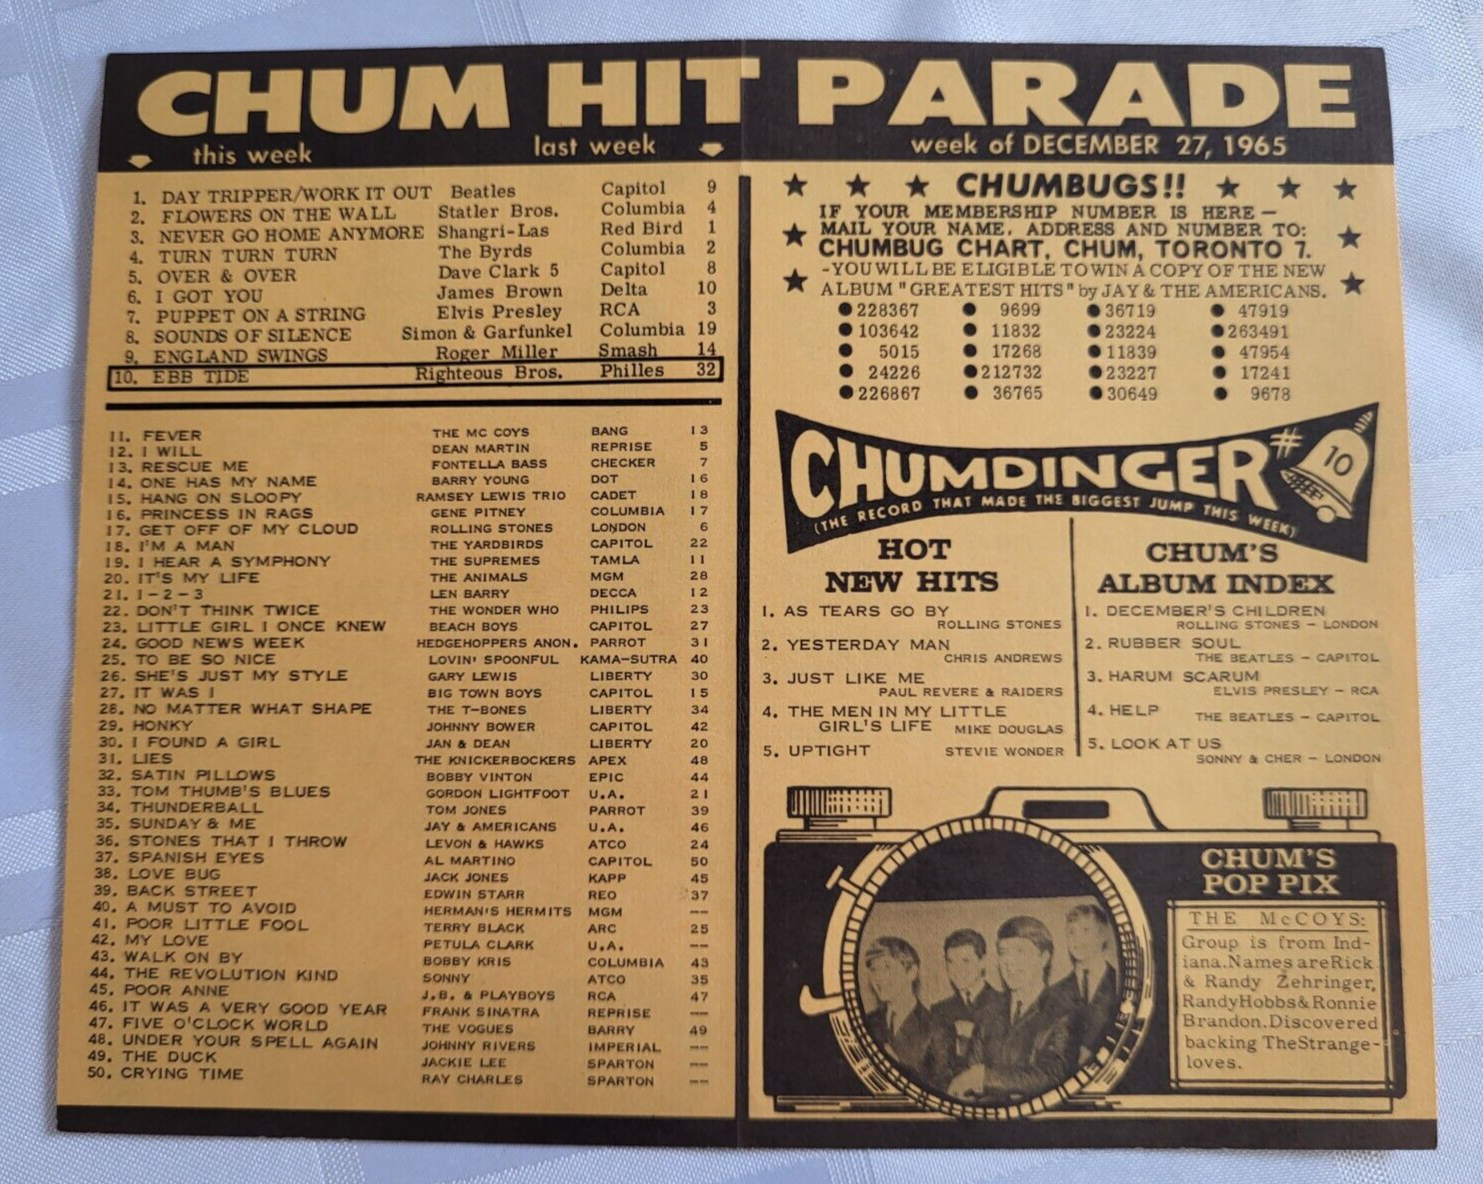 CHUM HIT PARADE
this week last week week of DECEMBER 27, 1965
1. DAY TRIPPER/WORK IT OUT Beatles Capitol 9
2. FLOWERS ON THE WALL Statler Bros. Columbia 4
3. NEVER GO HOME ANYMORE Shangri-Las Red Bird 1
4. TURN TURN TURN The Byrds Columbia 2
5. OVER & OVER Dave Clark 5 Capitol 8
6. I GOT YOU James Brown Delta 10
7. PUPPET ON A STRING Elvis Presley RCA 3
8. SOUNDS OF SILENCE Simon & Garfunkel Columbia 19
9. ENGLAND SWINGS Roger Miller Smash 14
10. EBB TIDE Righteous Bros. Philles 32
11. FEVER THE MC COYS BANG 13
12. I WILL DEAN MARTIN REPRISE 5
13. RESCUE ME FONTELLA BASS CHECKER 7
14. ONE HAS MY NAME BARRY YOUNG DOT 16
15. HANG ON SLOOPY RAMSEY LEWIS TRIO CADET 18
16. PRINCESS IN RAGS GENE PITNEY COLUMBIA 17
17. GET OFF OF MY CLOUD ROLLING STONES LONDON 6
18. I'M A MAN THE YARDBIRDS CAPITOL 22
19. I HEAR A SYMPHONY THE SUPREMES TAMLA 11
20. IT'S MY LIFE THE ANIMALS MGM 28
21. 1-2-3 LEN BARRY DECCA 12
22. DON'T THINK TWICE THE WONDER WHO PHILIPS 23
23. LITTLE GIRL I ONCE KNEW BEACH BOYS CAPITOL 27
24. GOOD NEWS WEEK HEDGEHOPPERS ANON. PARROT 31
25. TO BE SO NICE LOVIN' SPOONFUL KAMA-SUTRA 40
26. SHE'S JUST MY STYLE GARY LEWIS LIBERTY 30
27. IT WAS I BIG TOWN BOYS CAPITOL 15
28. NO MATTER WHAT SHAPE THE T-BONES LIBERTY 34
29. HONKY JOHNNY BOWER CAPITOL 42
30. I FOUND A GIRL JAN & DEAN LIBERTY 20
31. LIES THE KNICKERBOCKERS APEX 48
32. SATIN PILLOWS BOBBY VINTON EPIC 44
33. TOM THUMB'S BLUES GORDON LIGHTFOOT U.A. 21
34. THUNDERBALL TOM JONES PARROT 39
35. SUNDAY & ME JAY & AMERICANS U.A. 46
36. STONES THAT I THROW LEVON & HAWKS ATCO 24
37. SPANISH EYES AL MARTINO CAPITOL 50
38. LOVE BUG JACK JONES KAPP 45
39. BACK STREET EDWIN STARR REO 37
40. A MUST TO AVOID HERMAN'S HERMITS MGM --
41. POOR LITTLE FOOL TERRY BLACK ARC 25
42. MY LOVE PETULA CLARK U.A. --
43. WALK ON BY BOBBY KRIS COLUMBIA 43
44. THE REVOLUTION KIND SONNY ATCO 35
45. POOR ANNE J.B. & PLAYBOYS RCA 47
46. IT WAS A VERY GOOD YEAR FRANK SINATRA REPRISE --
47. FIVE O'CLOCK WORLD THE VOGUES BARRY 49
48. UNDER YOUR SPELL AGAIN JOHNNY RIVERS IMPERIAL --
49. THE DUCK JACKIE LEE SPARTON --
50. CRYING TIME RAY CHARLES SPARTON --
CHUMBUGS!!
IF YOUR MEMBERSHIP NUMBER IS HERE –
MAIL YOUR NAME, ADDRESS AND NUMBER TO:
CHUMBUG CHART, CHUM, TORONTO 7.
-YOU WILL BE ELIGIBLE TO WIN A COPY OF THE NEW
ALBUM "GREATEST HITS" by JAY & THE AMERICANS.
228367 9699 36719 47919
103642 11832 23224 263491
5015 17268 11839 47954
24226 212732 23227 17241
226867 36765 30649 9678
CHUMDINGER # 10
(THE RECORD THAT MADE THE BIGGEST JUMP THIS WEEK)
HOT
NEW HITS
1. AS TEARS GO BY
ROLLING STONES
2. YESTERDAY MAN
CHRIS ANDREWS
3. JUST LIKE ME
PAUL REVERE & RAIDERS
4. THE MEN IN MY LITTLE
GIRL'S LIFE MIKE DOUGLAS
5. UPTIGHT STEVIE WONDER
CHUM'S
ALBUM INDEX
1. DECEMBER'S CHILDREN
ROLLING STONES – LONDON
2. RUBBER SOUL
THE BEATLES – CAPITOL
3. HARUM SCARUM
ELVIS PRESLEY – RCA
4. HELP THE BEATLES – CAPITOL
5. LOOK AT US
SONNY & CHER – LONDON
CHUM'S
POP PIX
THE McCOYS:
Group is from Ind-
iana. Names are Rick
& Randy Zehringer,
Randy Hobbs & Ronnie
Brandon. Discovered
backing The Strange-
loves.